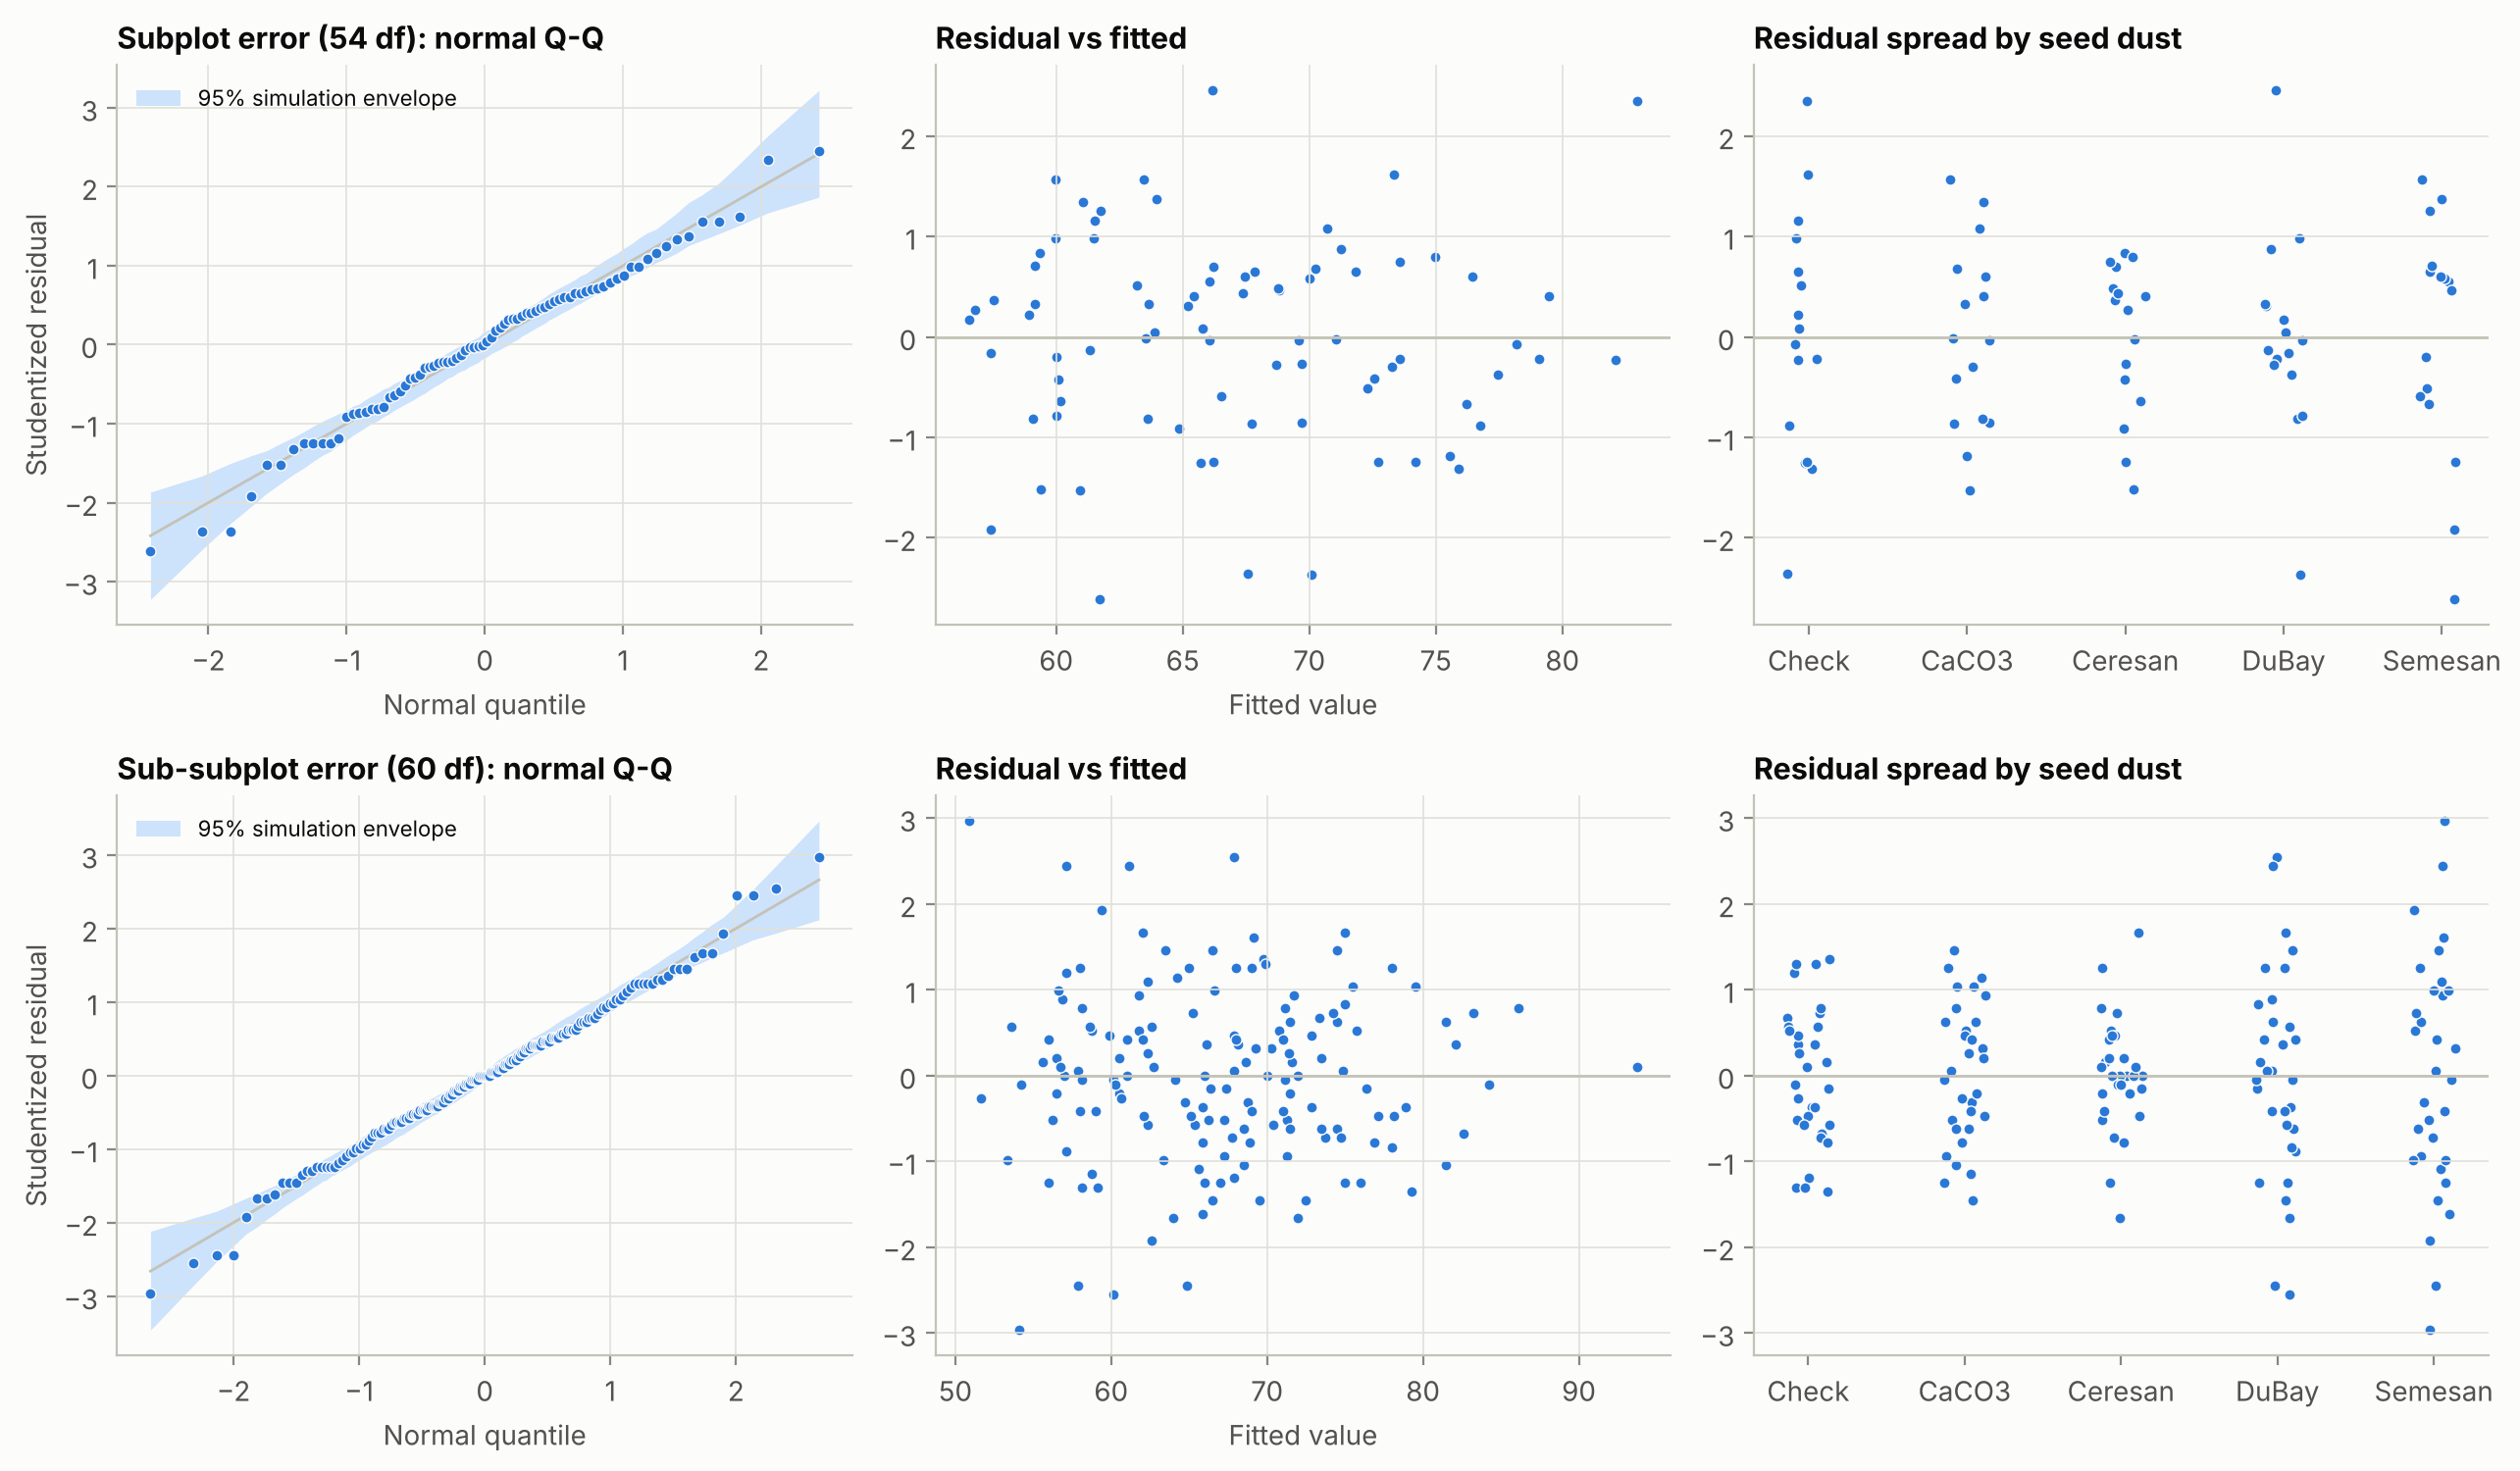 Subplot error (54 df): normal Q-Q
95% simulation envelope
3
2
1
0
−1
−2
−3
Studentized residual
−2 −1 0 1 2
Normal quantile
Residual vs fitted
2
1
0
−1
−2
60 65 70 75 80
Fitted value
Residual spread by seed dust
2
1
0
−1
−2
Check CaCO3 Ceresan DuBay Semesan
Sub-subplot error (60 df): normal Q-Q
95% simulation envelope
3
2
1
0
−1
−2
−3
Studentized residual
−2 −1 0 1 2
Normal quantile
Residual vs fitted
3
2
1
0
−1
−2
−3
50 60 70 80 90
Fitted value
Residual spread by seed dust
3
2
1
0
−1
−2
−3
Check CaCO3 Ceresan DuBay Semesan